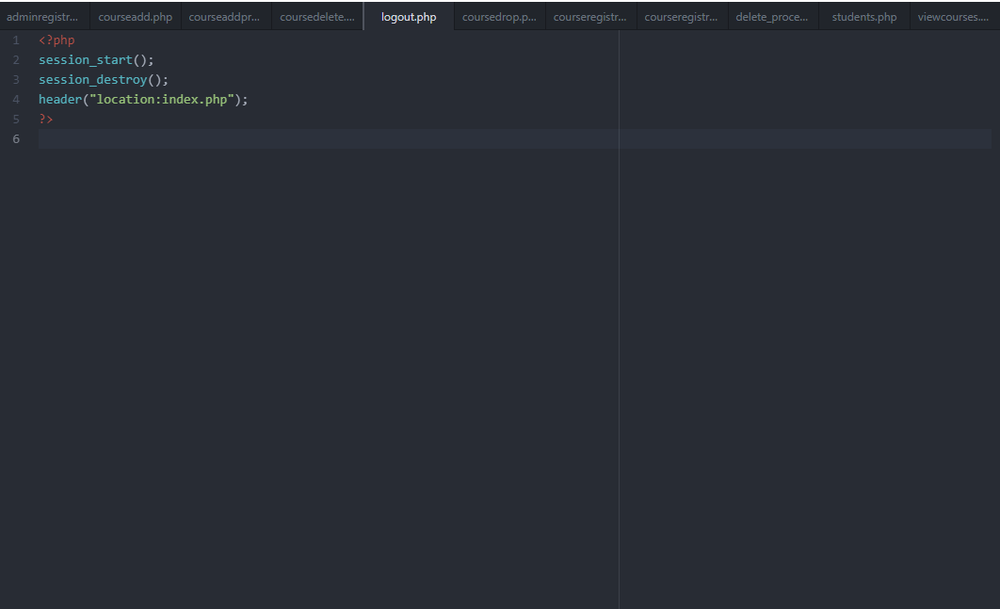 adminregistr... courseadd.php courseaddpr... coursedelete.... logout.php coursedrop.p... courseregistr... courseregistr... delete_proce... students.php viewcourses....
1 <?php
2 session_start();
3 session_destroy();
4 header("location:index.php");
5 ?>
6